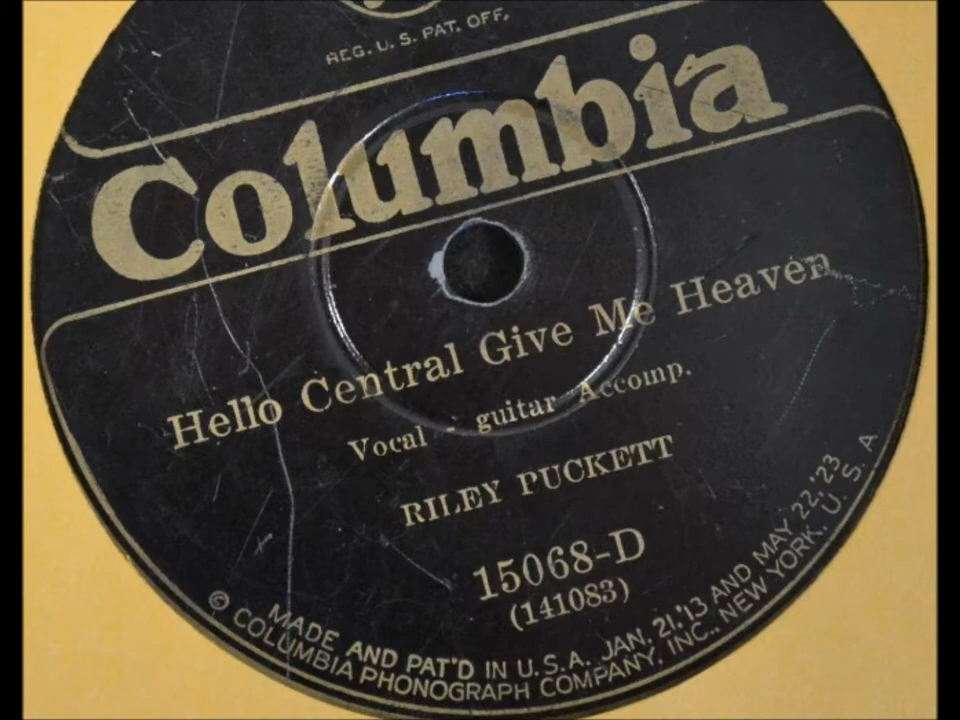 REG. U. S. PAT. OFF.
Columbia
Hello Central Give Me Heaven
Vocal - guitar Accomp.
RILEY PUCKETT
15068-D
(141083)
MADE AND PAT'D IN U.S.A. JAN. 21,'13 AND MAY 22,'23
© COLUMBIA PHONOGRAPH COMPANY, INC., NEW YORK, U. S. A